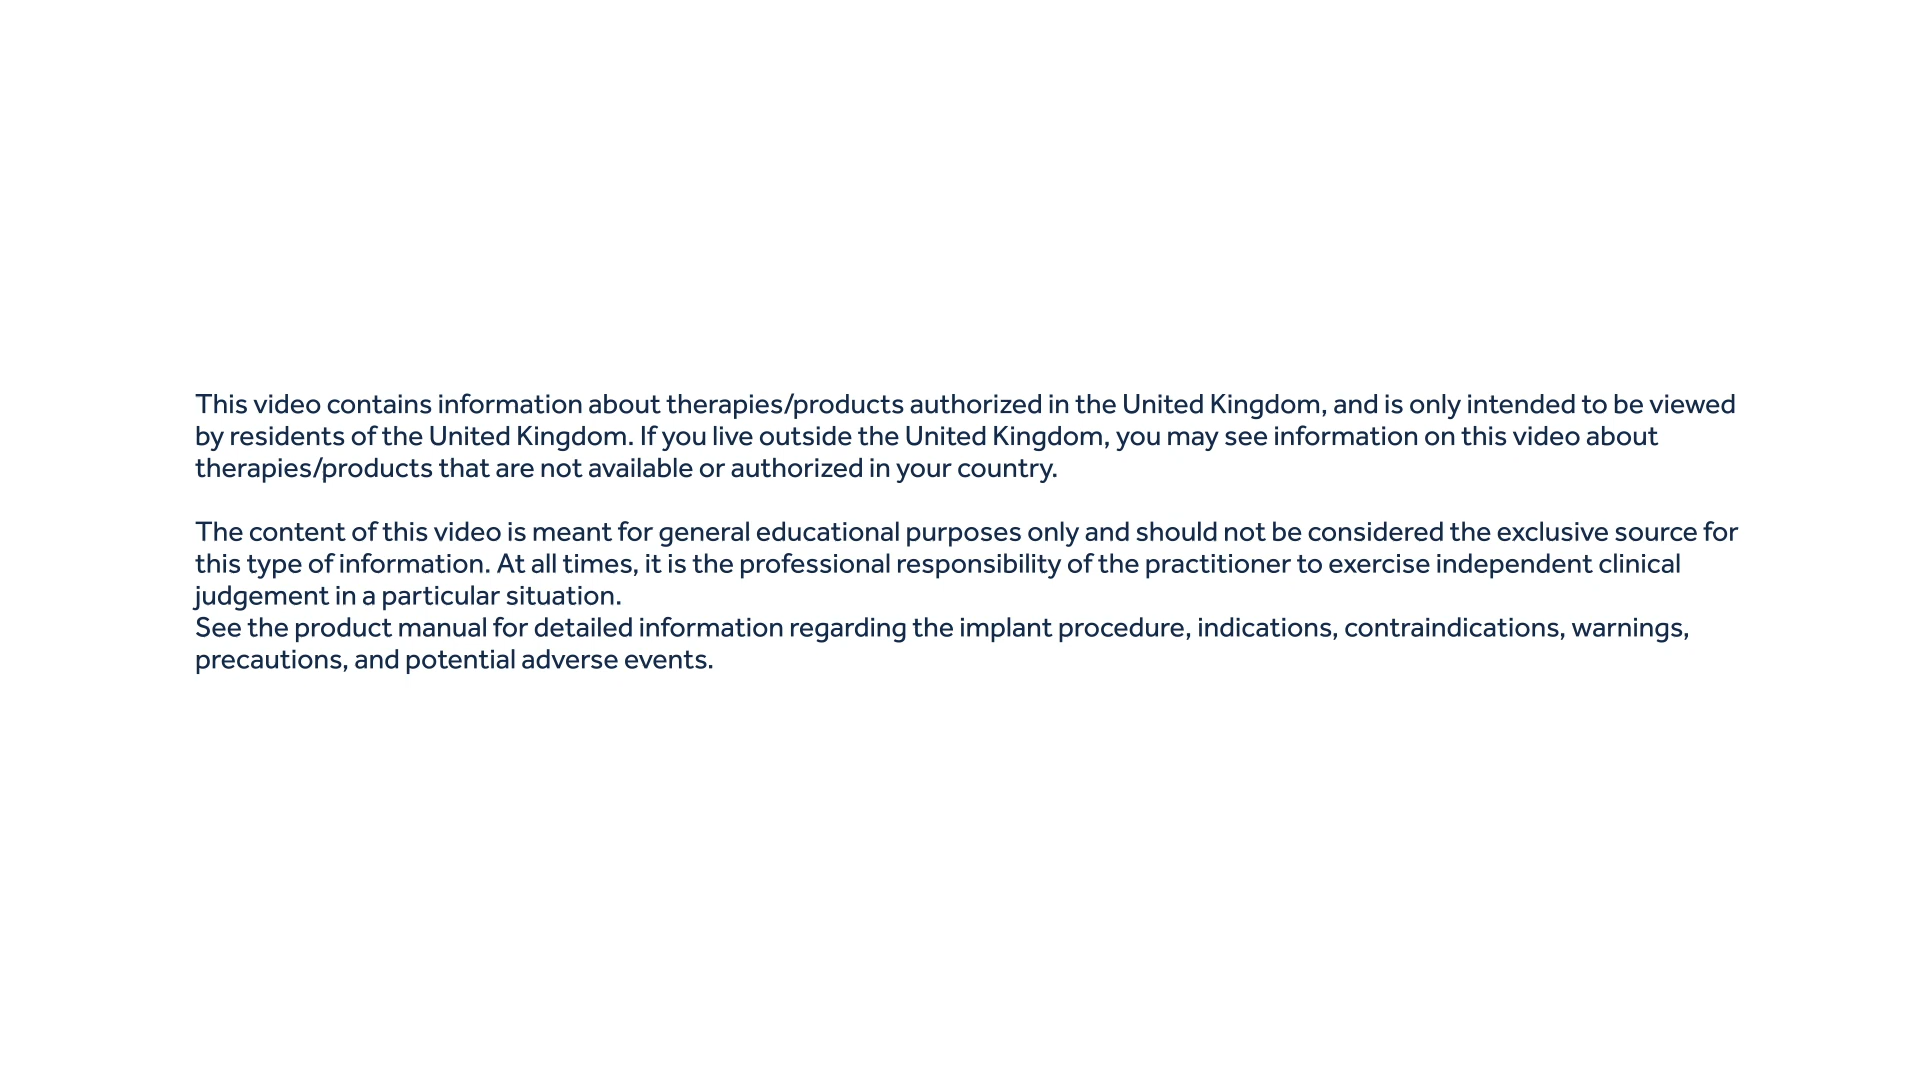 This video contains information about therapies/products authorized in the United Kingdom, and is only intended to be viewed
by residents of the United Kingdom. If you live outside the United Kingdom, you may see information on this video about
therapies/products that are not available or authorized in your country.
The content of this video is meant for general educational purposes only and should not be considered the exclusive source for
this type of information. At all times, it is the professional responsibility of the practitioner to exercise independent clinical
judgement in a particular situation.
See the product manual for detailed information regarding the implant procedure, indications, contraindications, warnings,
precautions, and potential adverse events.